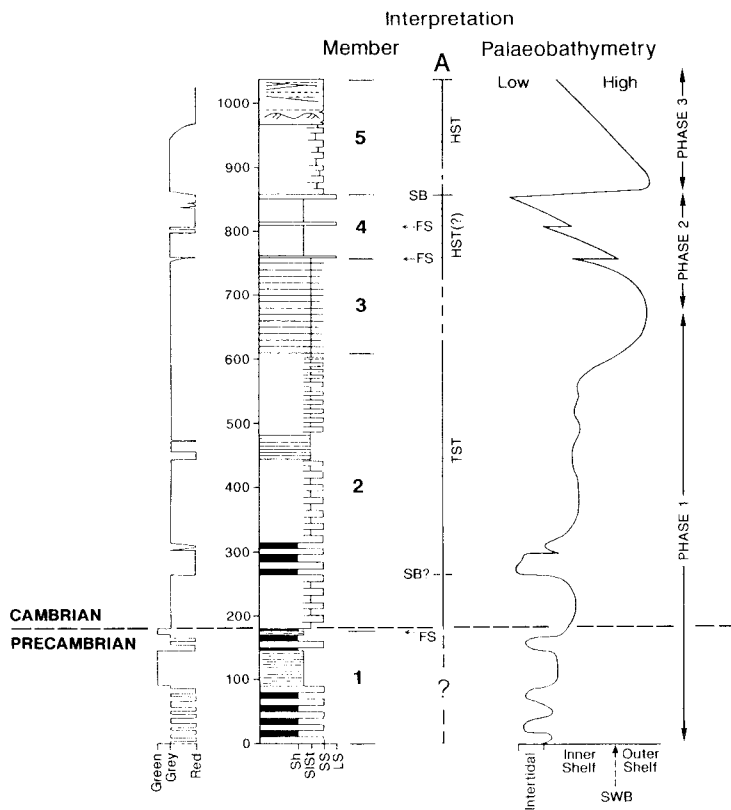 Interpretation
Member
A
Palaeobathymetry
Low
High
1000
900
800
700
600
500
400
300
200
100
0
5
4
3
2
1
HST
SB
FS
HST(?)
FS
TST
SB?
FS
?
PHASE 3
PHASE 2
PHASE 1
CAMBRIAN
PRECAMBRIAN
Green
Grey
Red
Sh
SlSt
SS
LS
Intertidal
Inner
Shelf
Outer
Shelf
SWB